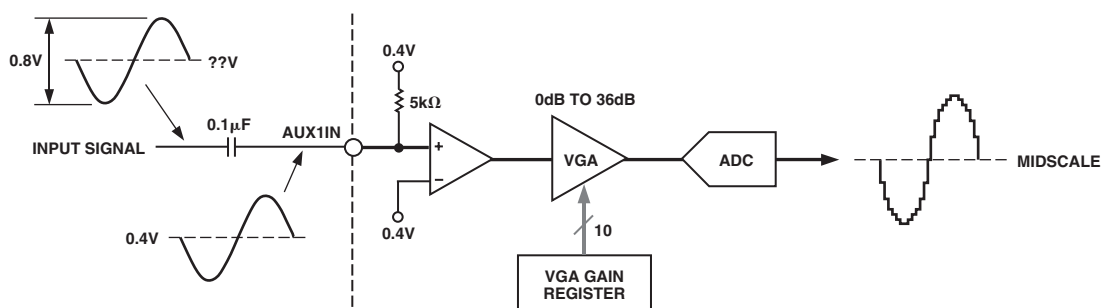 0.8V
??V
0.1μF
INPUT SIGNAL
AUX1IN
0.4V
0.4V
5kΩ
+
–
0.4V
0dB TO 36dB
VGA
10
VGA GAIN
REGISTER
ADC
MIDSCALE